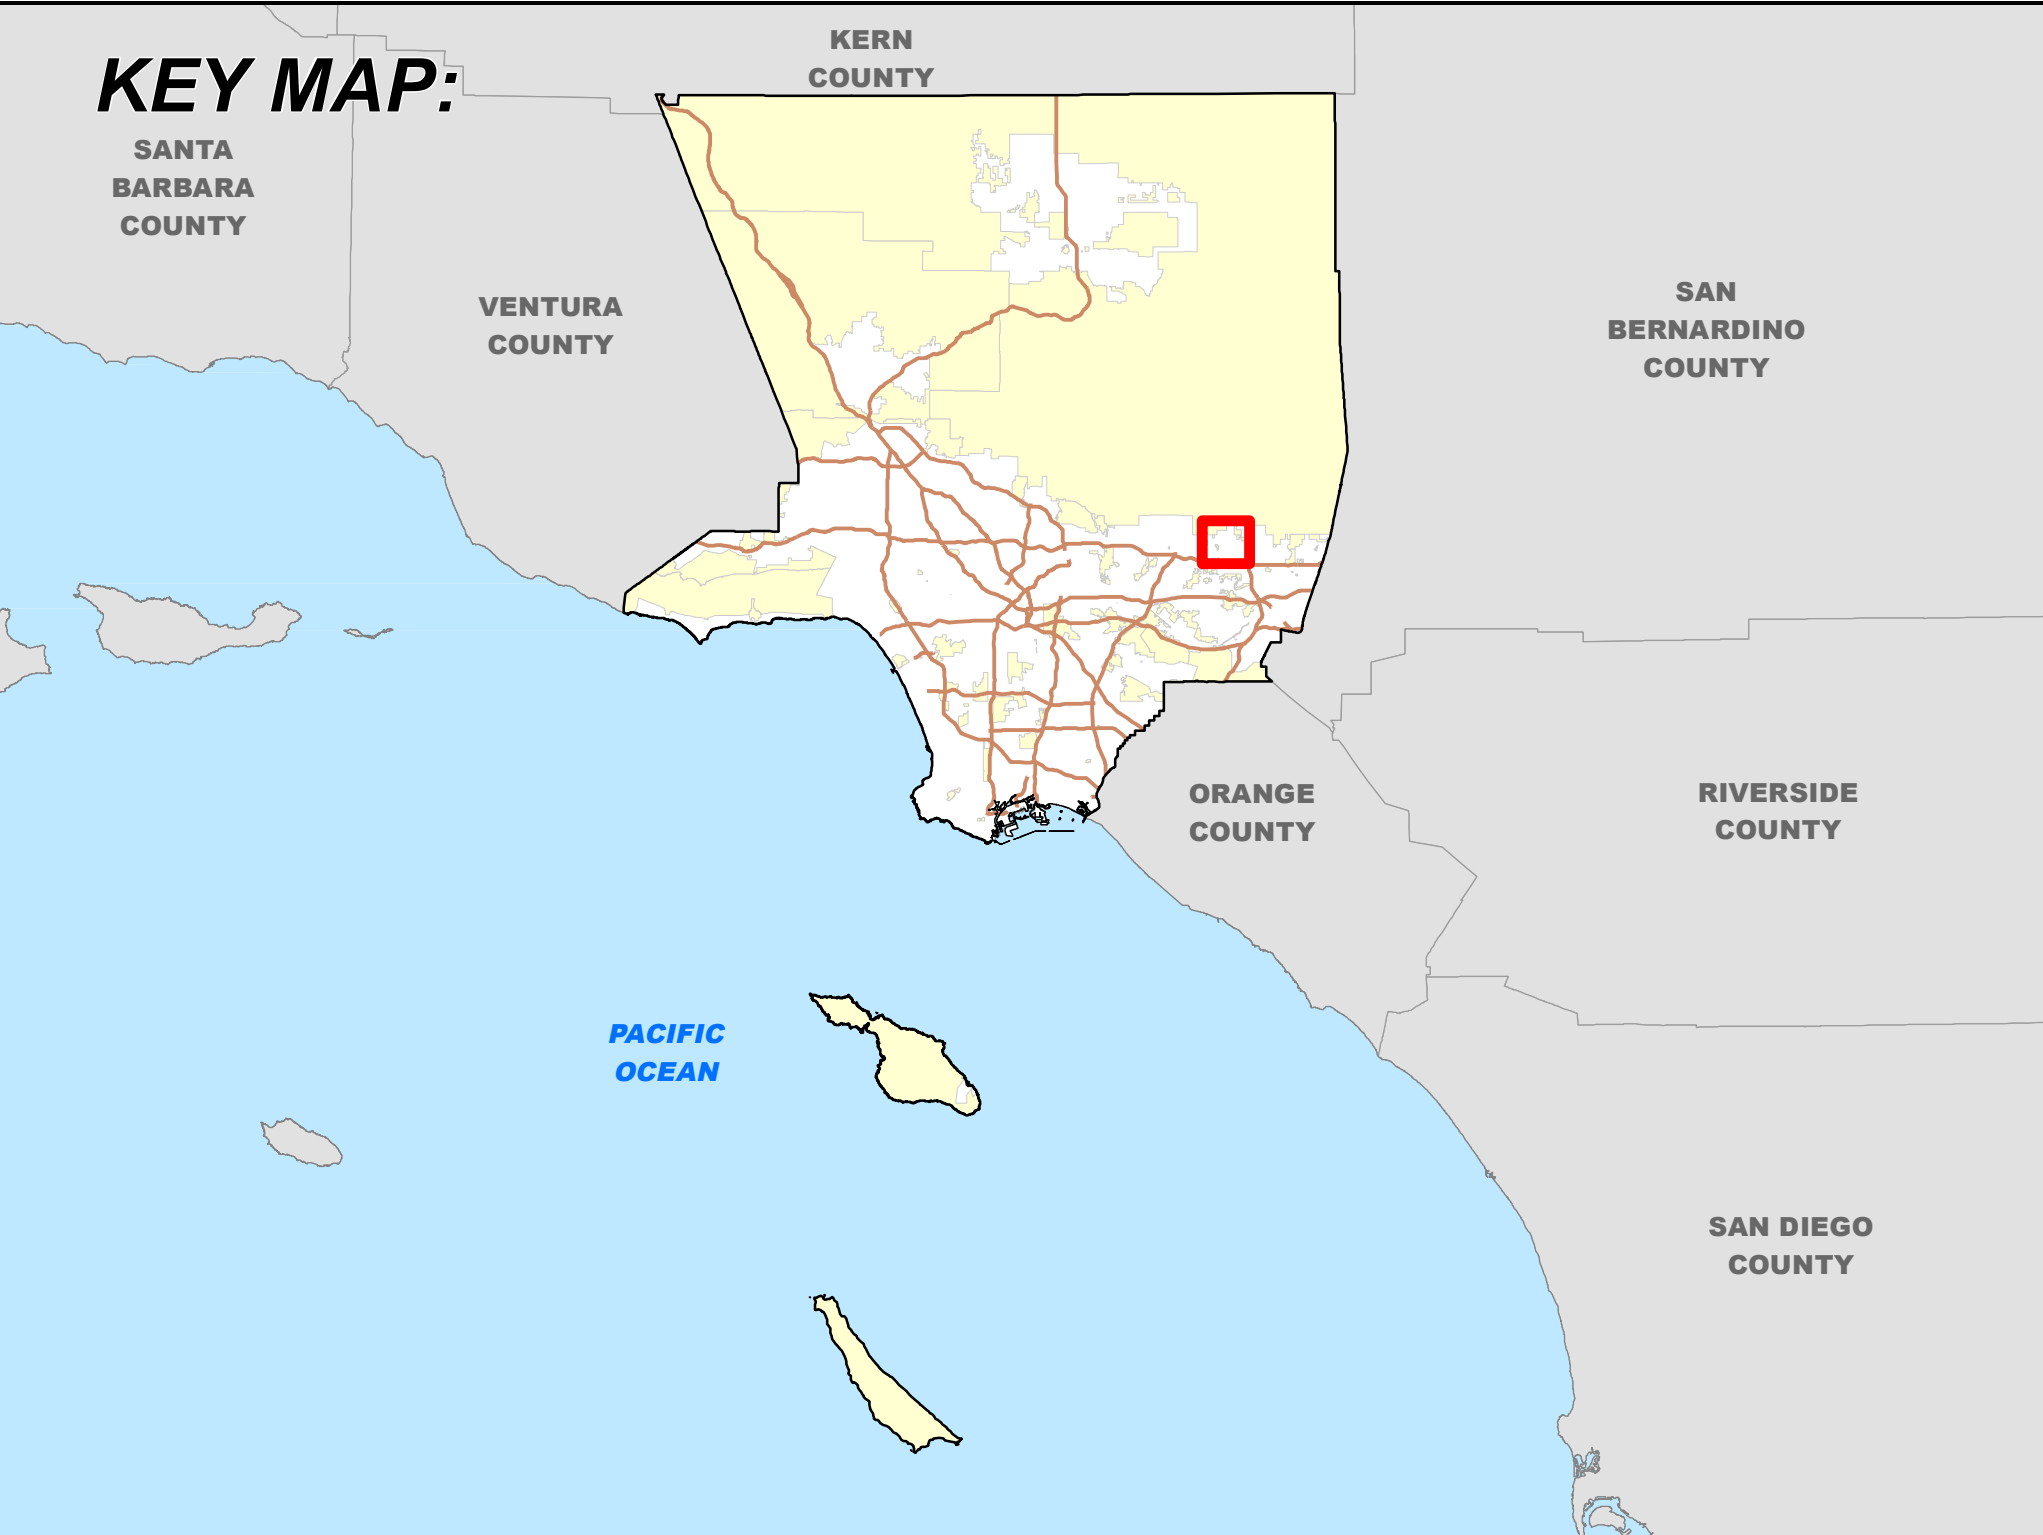 KEY MAP:
KERN
COUNTY
SANTA
BARBARA
COUNTY
VENTURA
COUNTY
SAN
BERNARDINO
COUNTY
ORANGE
COUNTY
RIVERSIDE
COUNTY
PACIFIC
OCEAN
SAN DIEGO
COUNTY